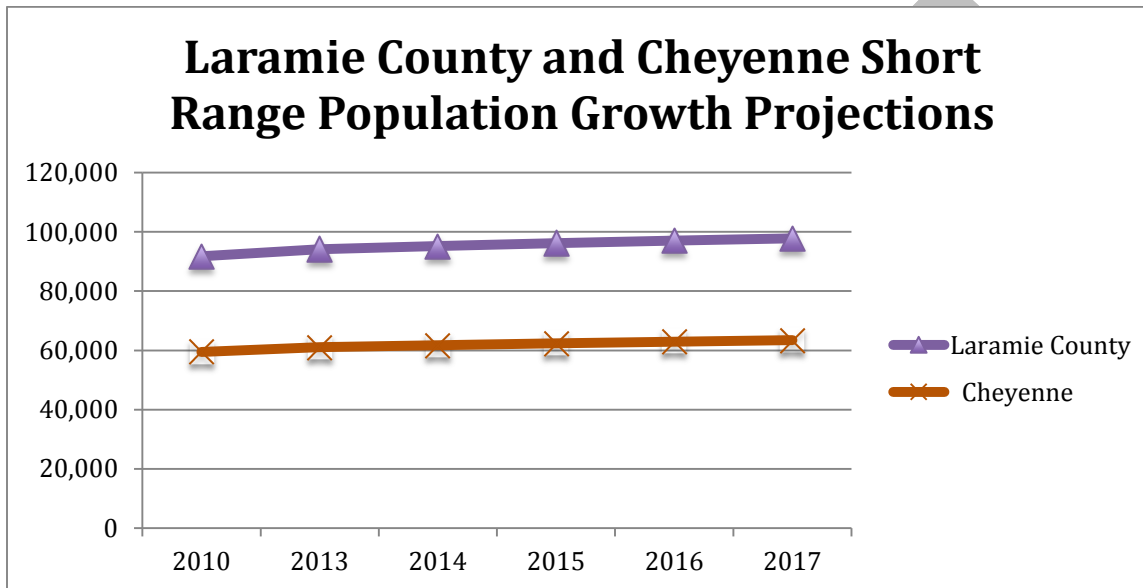 Laramie County and Cheyenne Short
Range Population Growth Projections
120,000
100,000
80,000
60,000
40,000
20,000
0
2010 2013 2014 2015 2016 2017
Laramie County
Cheyenne